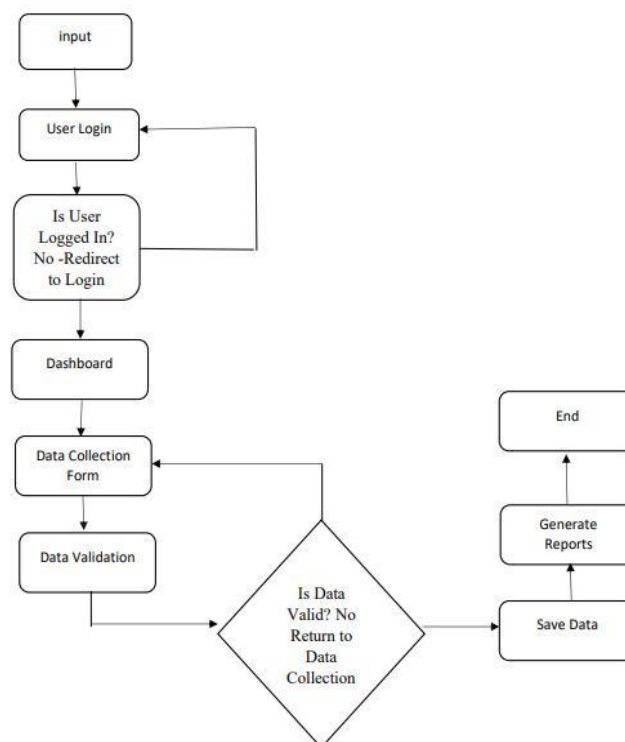 input
User Login
Is User
Logged In?
No -Redirect
to Login
Dashboard
Data Collection
Form
Data Validation
Is Data
Valid? No
Return to
Data
Collection
End
Generate
Reports
Save Data